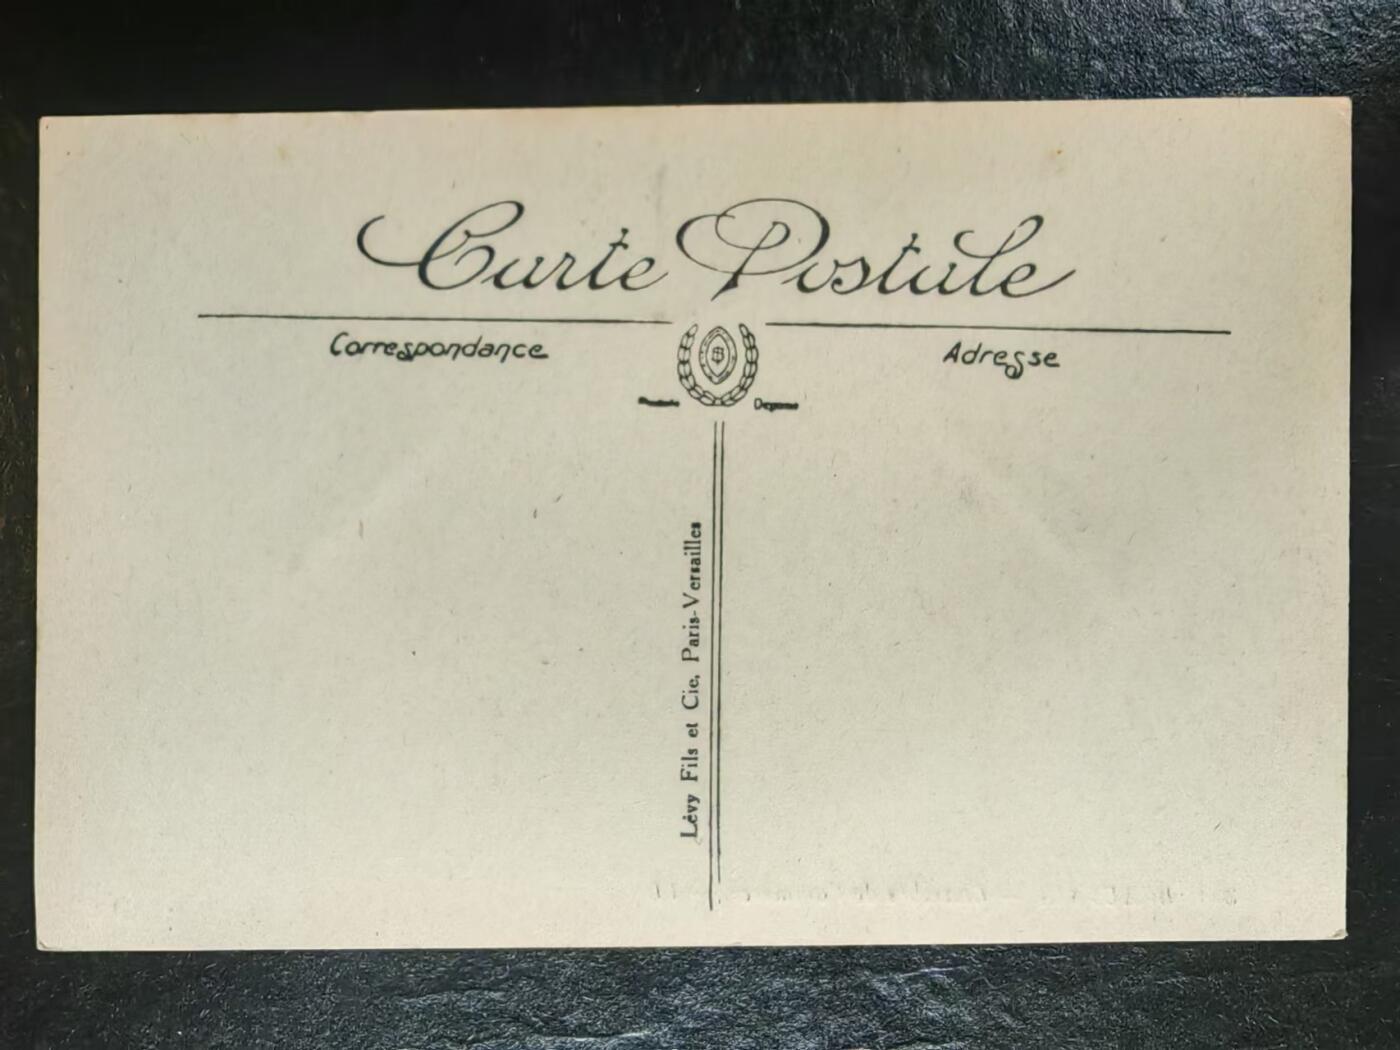 Carte Postale
Correspondance
Adresse
Lévy Fils et Cie, Paris-Versailles